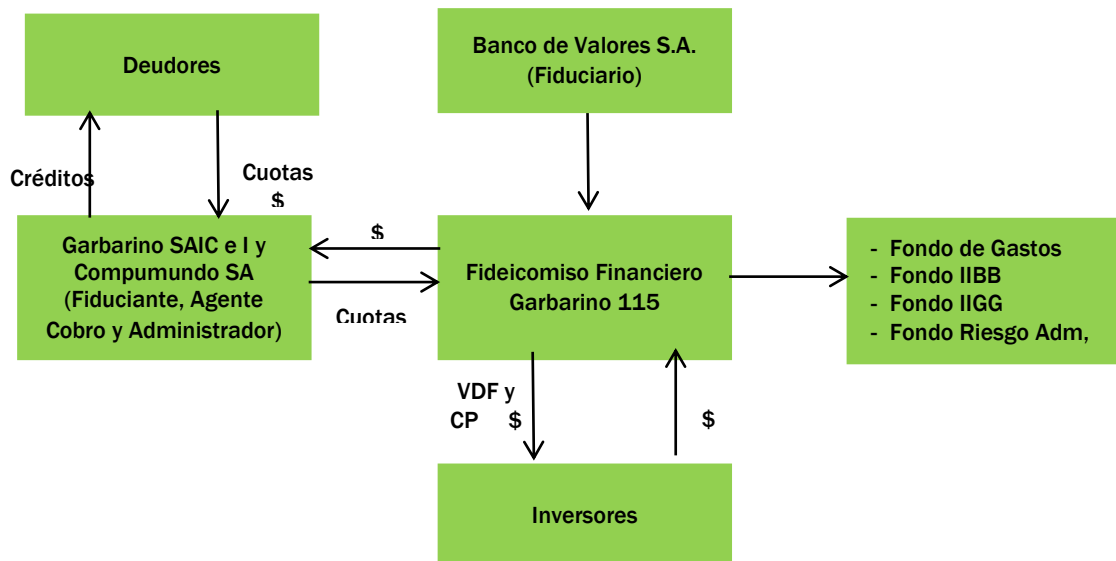 Deudores
Banco de Valores S.A.
(Fiduciario)
Créditos
Cuotas
$
Garbarino SAIC e I y
Compumundo SA
(Fiduciante, Agente
Cobro y Administrador)
$
Cuotas
Fideicomiso Financiero
Garbarino 115
- Fondo de Gastos
- Fondo IIBB
- Fondo IIGG
- Fondo Riesgo Adm,
VDF y
CP $
$
Inversores